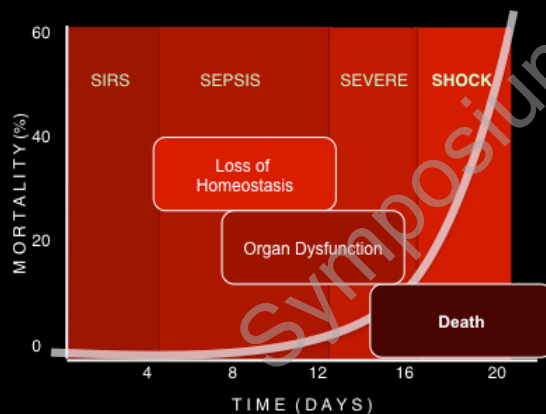 60
SIRS
SEPSIS
SEVERE
SHOCK
40
Loss of
Homeostasis
MORTALITY(%)
20
Organ Dysfunction
Death
0
4
8
12
16
20
TIME (DAYS)
Symposium